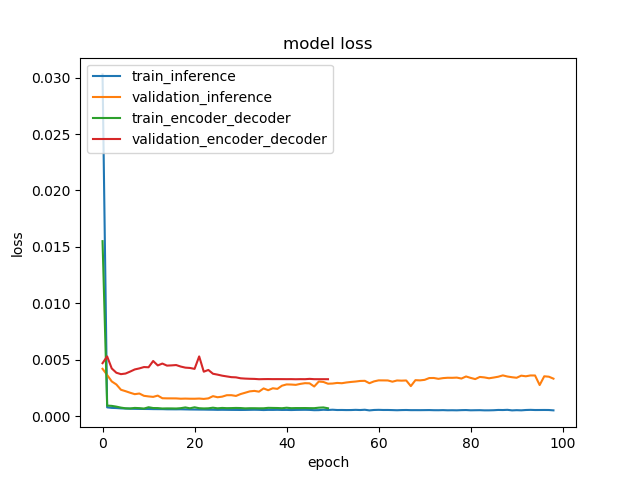 model loss
train_inference
validation_inference
train_encoder_decoder
validation_encoder_decoder
0.030
0.025
0.020
0.015
0.010
0.005
0.000
loss
0 20 40 60 80 100
epoch